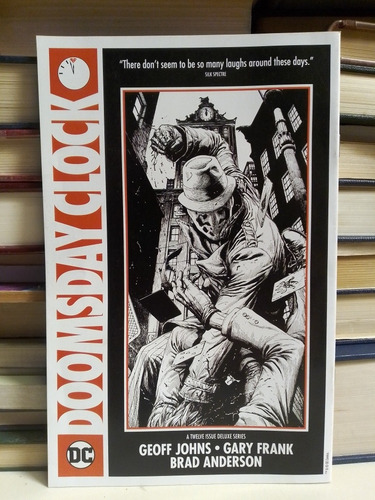 DOOMSDAY CLOCK
"There don't seem to be so many laughs around these days."
SILK SPECTRE
A TWELVE ISSUE DELUXE SERIES
GEOFF JOHNS • GARY FRANK
BRAD ANDERSON
DC